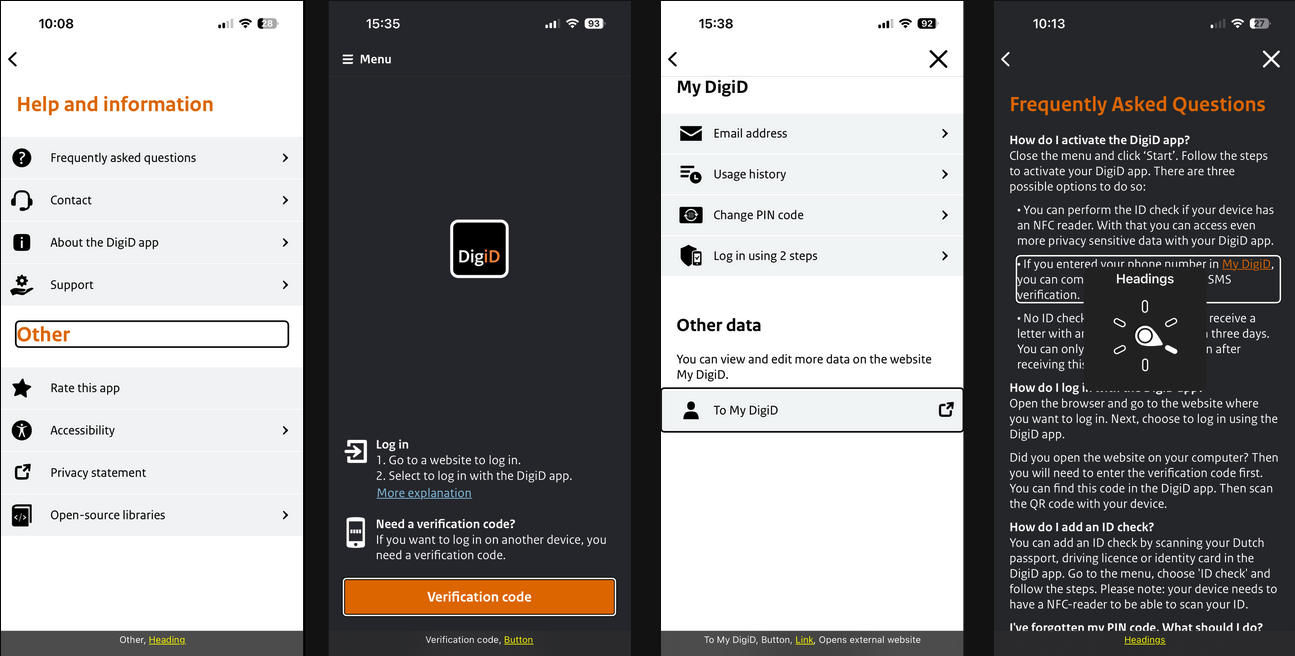 10:08
28
Help and information
Frequently asked questions
Contact
About the DigiD app
Support
Other
Rate this app
Accessibility
Privacy statement
Open-source libraries
Other, Heading
15:35
93
Menu
DigiD
Log in
1. Go to a website to log in.
2. Select to log in with the DigiD app.
More explanation
Need a verification code?
If you want to log in on another device, you
need a verification code.
Verification code
Verification code, Button
15:38
92
My DigiD
Email address
Usage history
Change PIN code
Log in using 2 steps
Other data
You can view and edit more data on the website
My DigiD.
To My DigiD
To My DigiD, Button, Link, Opens external website
10:13
27
Frequently Asked Questions
How do I activate the DigiD app?
Close the menu and click ‘Start’. Follow the steps
to activate your DigiD app. There are three
possible options to do so:
• You can perform the ID check if your device has
an NFC reader. With that you can access even
more privacy sensitive data with your DigiD app.
• If you entered your phone number in My DigiD,
you can SMS
verification.
Headings
• No ID check receive a
letter with three days.
You can only after
receiving
How do I log in with the DigiD app?
Open the browser and go to the website where
you want to log in. Next, choose to log in using the
DigiD app.
Did you open the website on your computer? Then
you will need to enter the verification code first.
You can find this code in the DigiD app. Then scan
the QR code with your device.
How do I add an ID check?
You can add an ID check by scanning your Dutch
passport, driving licence or identity card in the
DigiD app. Go to the menu, choose 'ID check' and
follow the steps. Please note: your device needs to
have a NFC-reader to be able to scan your ID.
I've forgotten my PIN code. What should I do?
Headings